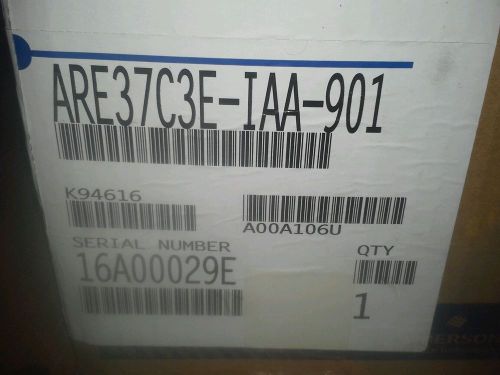 ARE37C3E-IAA-901
K94616
A00A106U
SERIAL NUMBER
16A00029E
QTY
1